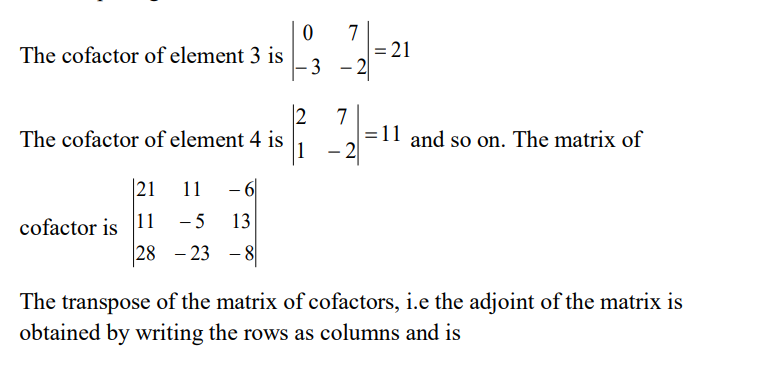 The cofactor of element 3 is |0 7| = 21
|– 3 – 2|
The cofactor of element 4 is |2 7| =11 and so on. The matrix of
|1 – 2|
|21 11 – 6|
cofactor is |11 – 5 13|
|28 – 23 – 8|
The transpose of the matrix of cofactors, i.e the adjoint of the matrix is
obtained by writing the rows as columns and is